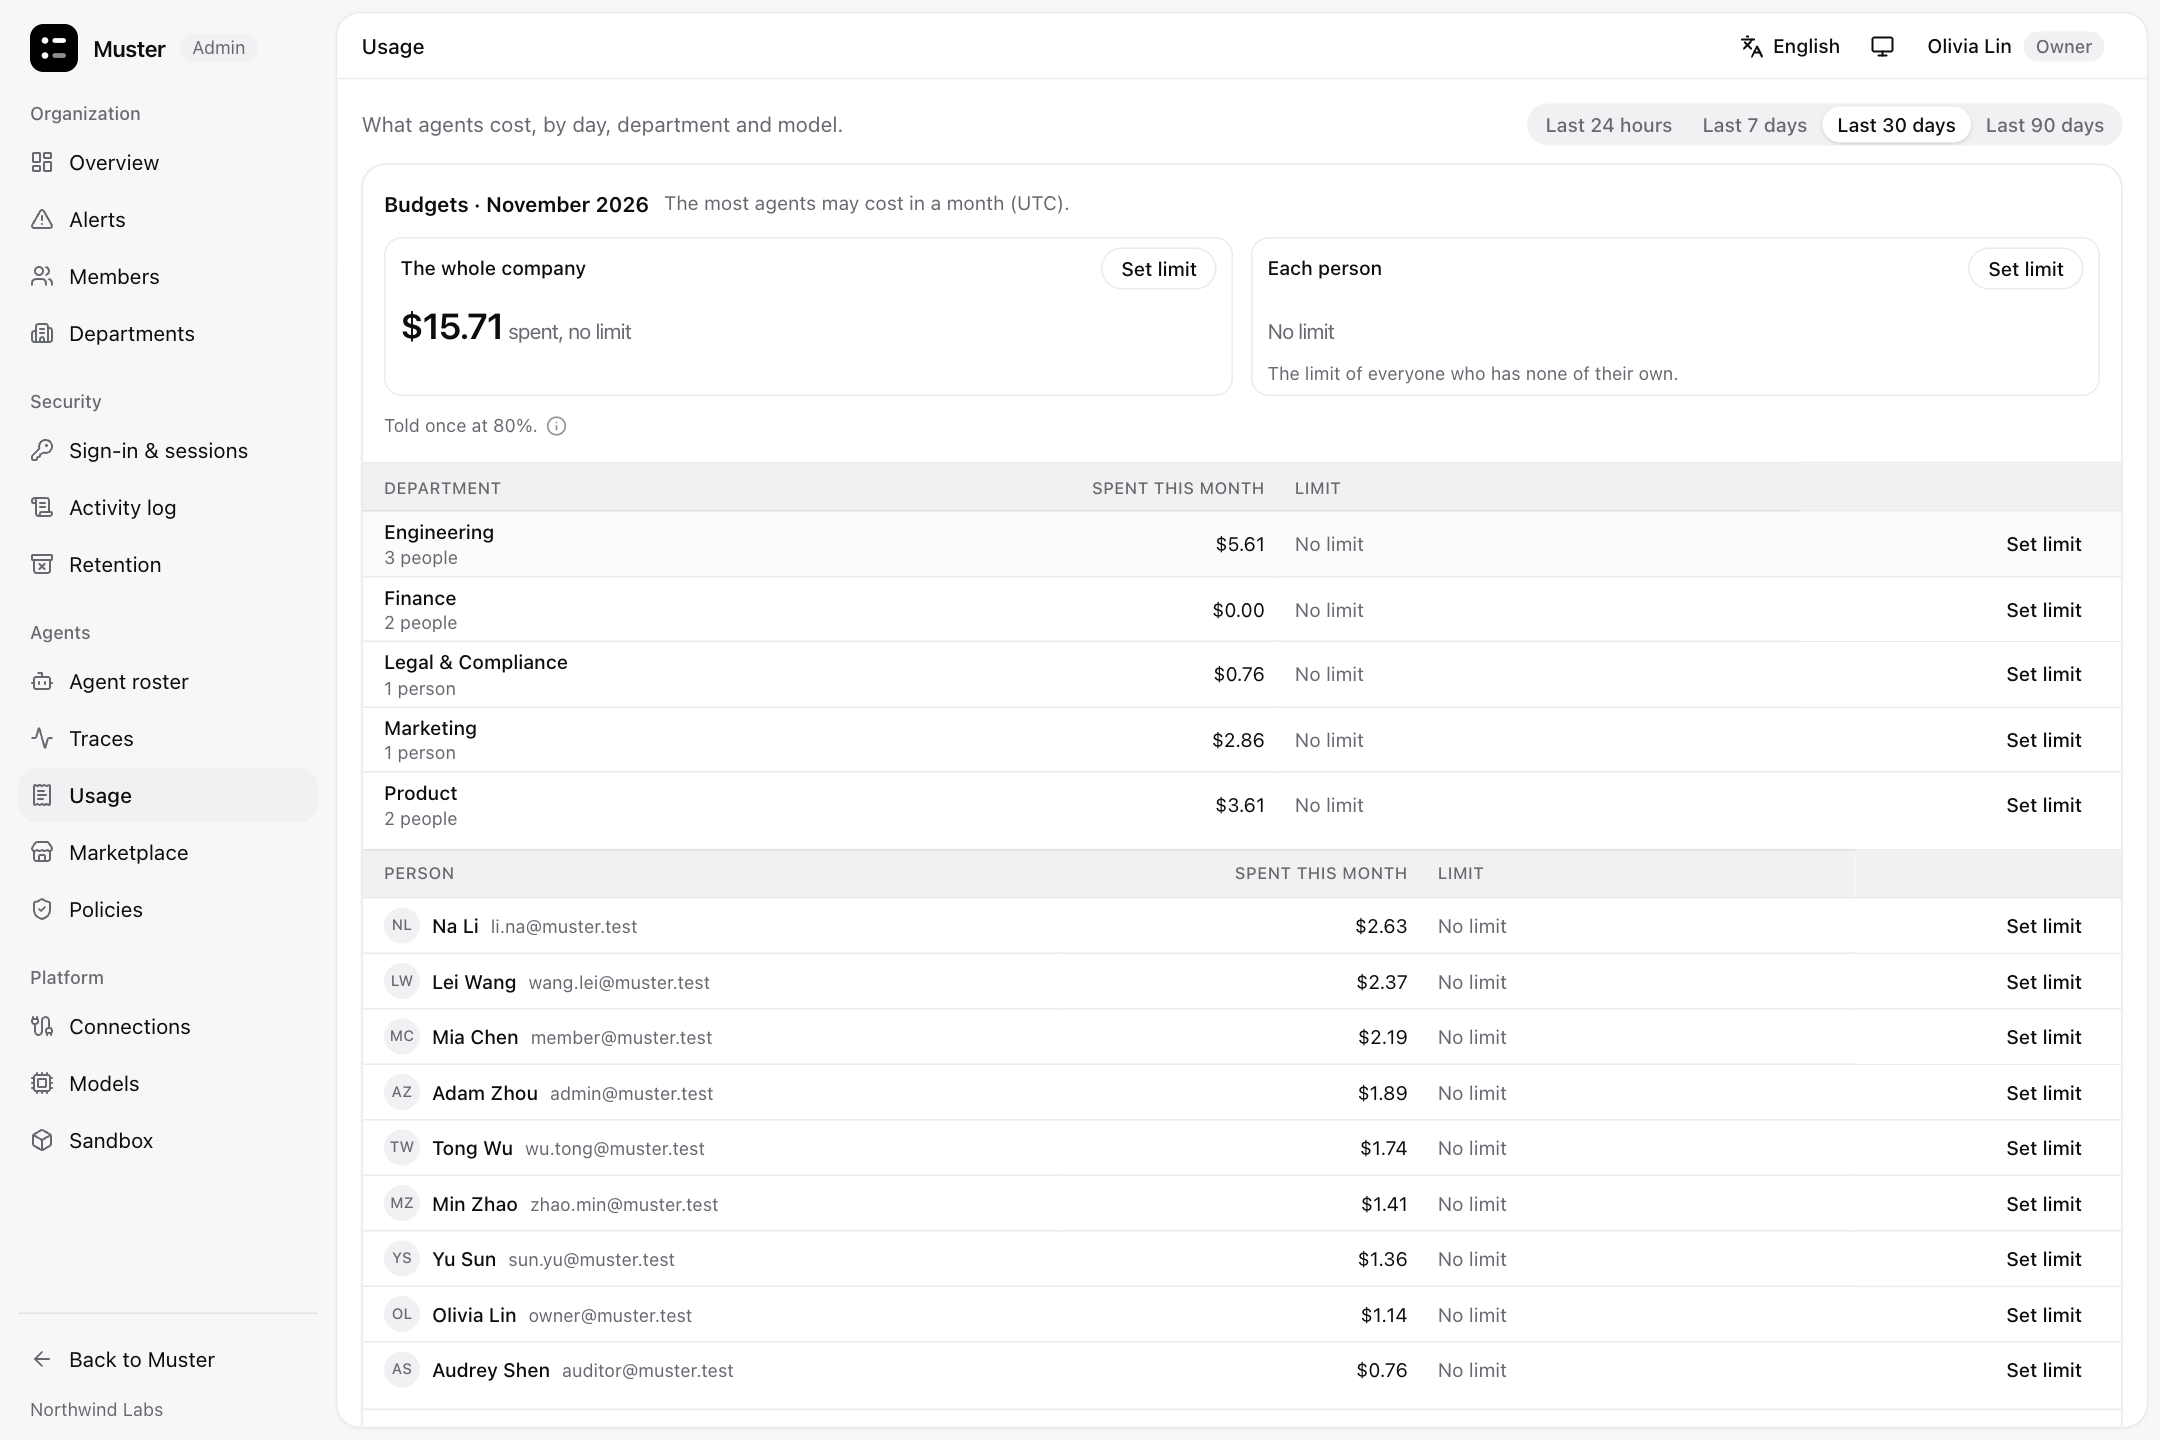 Muster Admin
Organization
Overview
Alerts
Members
Departments
Security
Sign-in & sessions
Activity log
Retention
Agents
Agent roster
Traces
Usage
Marketplace
Policies
Platform
Connections
Models
Sandbox
Back to Muster
Northwind Labs
Usage
English
Olivia Lin Owner
What agents cost, by day, department and model.
Last 24 hours Last 7 days Last 30 days Last 90 days
Budgets · November 2026 The most agents may cost in a month (UTC).
The whole company Set limit
$15.71 spent, no limit
Each person Set limit
No limit
The limit of everyone who has none of their own.
Told once at 80%.
DEPARTMENT SPENT THIS MONTH LIMIT
Engineering
3 people
$5.61 No limit Set limit
Finance
2 people
$0.00 No limit Set limit
Legal & Compliance
1 person
$0.76 No limit Set limit
Marketing
1 person
$2.86 No limit Set limit
Product
2 people
$3.61 No limit Set limit
PERSON SPENT THIS MONTH LIMIT
NL Na Li li.na@muster.test $2.63 No limit Set limit
LW Lei Wang wang.lei@muster.test $2.37 No limit Set limit
MC Mia Chen member@muster.test $2.19 No limit Set limit
AZ Adam Zhou admin@muster.test $1.89 No limit Set limit
TW Tong Wu wu.tong@muster.test $1.74 No limit Set limit
MZ Min Zhao zhao.min@muster.test $1.41 No limit Set limit
YS Yu Sun sun.yu@muster.test $1.36 No limit Set limit
OL Olivia Lin owner@muster.test $1.14 No limit Set limit
AS Audrey Shen auditor@muster.test $0.76 No limit Set limit